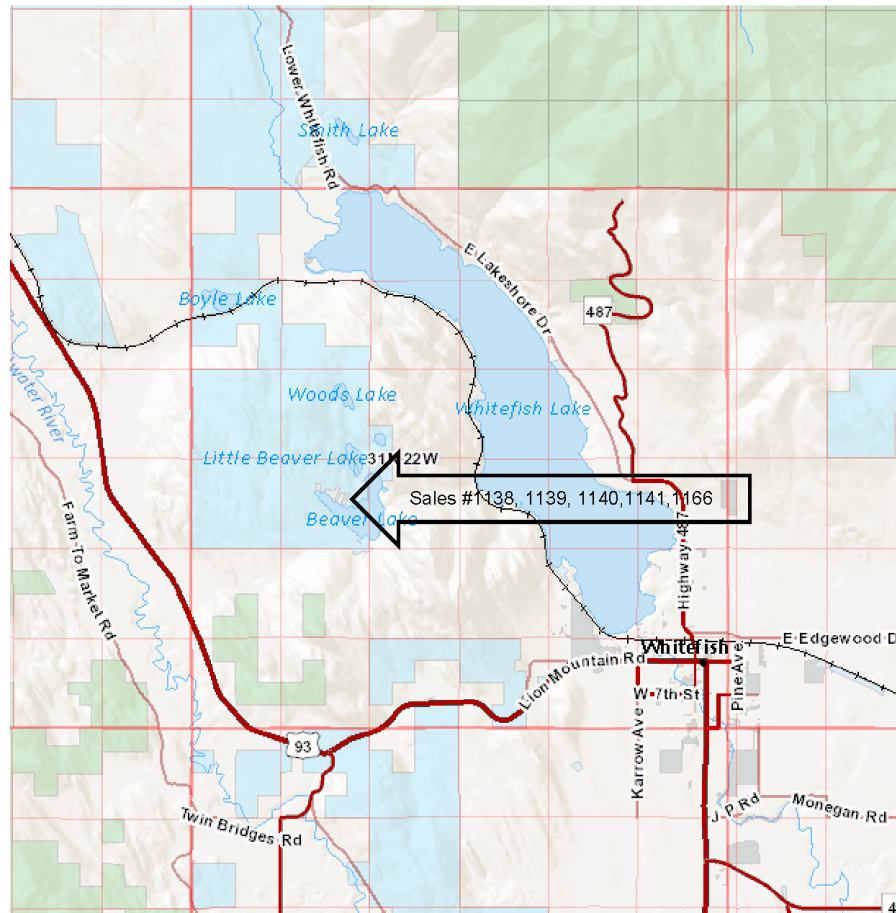 Lower Whitefish Rd
Smith Lake
E Lakeshore Dr
Boyle Lake
487
Woods Lake
Whitefish Lake
Little Beaver Lake
Sales #1138, 1139, 1140,1141,1166
Beaver Lake
Farm To Market Rd
Highway 487
E Edgewood D
Whitefish
Lion Mountain Rd
Pine Ave
W 7th St
Karrow Ave
93
J P Rd
Monegan Rd
Twin Bridges Rd
4